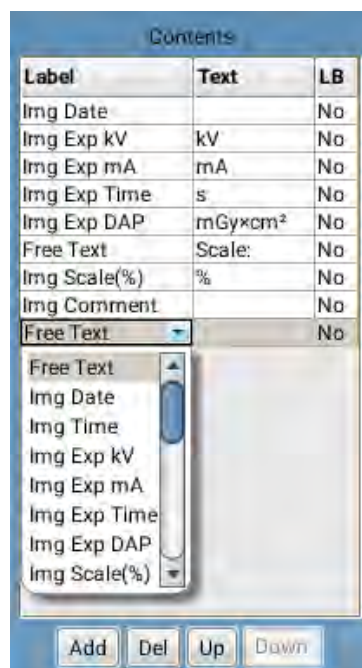 Contents
Label Text LB
Img Date No
Img Exp kV kV No
Img Exp mA mA No
Img Exp Time s No
Img Exp DAP mGy×cm² No
Free Text Scale: No
Img Scale(%) % No
Img Comment No
Free Text No
Free Text
Img Date
Img Time
Img Exp kV
Img Exp mA
Img Exp Time
Img Exp DAP
Img Scale(%)
Add Del Up Down